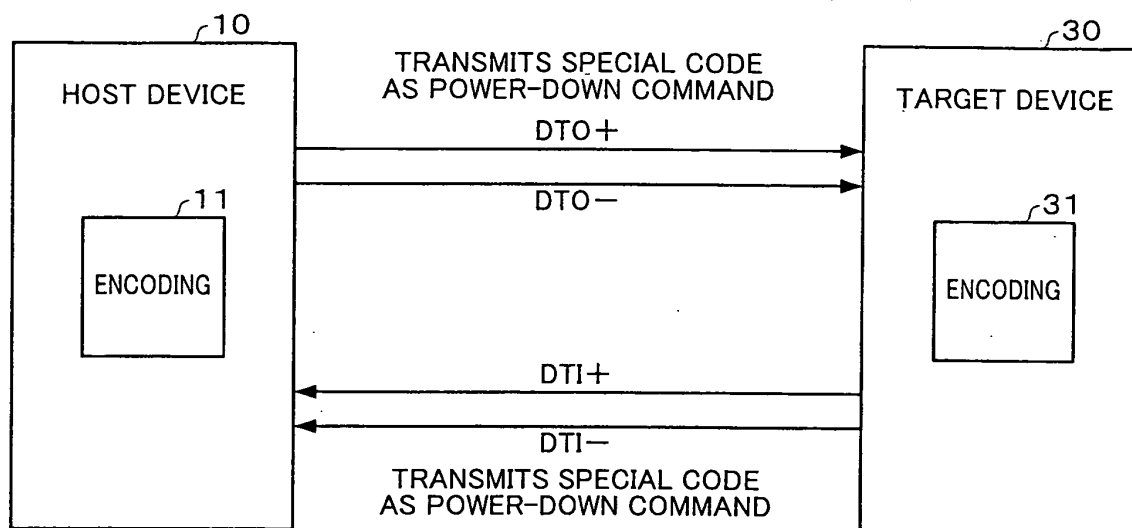 10
30
HOST DEVICE
TRANSMITS SPECIAL CODE
AS POWER-DOWN COMMAND
TARGET DEVICE
DTO+
DTO-
11
31
ENCODING
ENCODING
DTI+
DTI-
TRANSMITS SPECIAL CODE
AS POWER-DOWN COMMAND